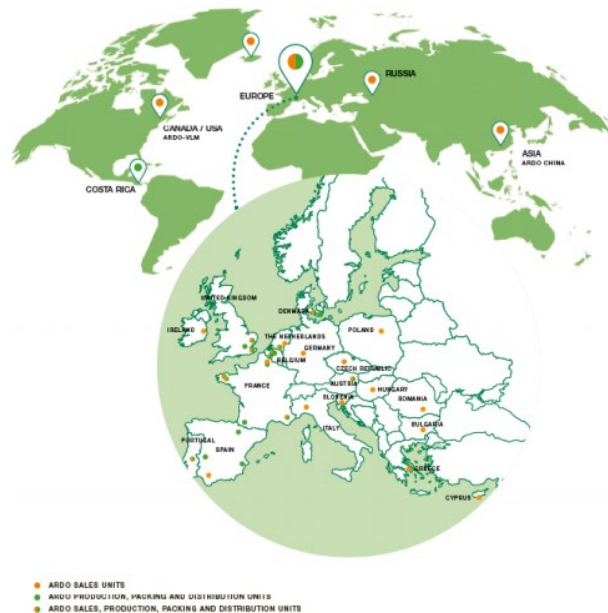 EUROPE
RUSSIA
CANADA / USA
ARDO-VLM
ASIA
ARDO CHINA
COSTA RICA
UNITED KINGDOM
DENMARK
IRELAND
THE NETHERLANDS
POLAND
GERMANY
BELGIUM
CZECH REPUBLIC
FRANCE
AUSTRIA
HUNGARY
SLOVENIA
ROMANIA
ITALY
BULGARIA
PORTUGAL
SPAIN
GREECE
CYPRUS
ARDO SALES UNITS
ARDO PRODUCTION, PACKING AND DISTRIBUTION UNITS
ARDO SALES, PRODUCTION, PACKING AND DISTRIBUTION UNITS